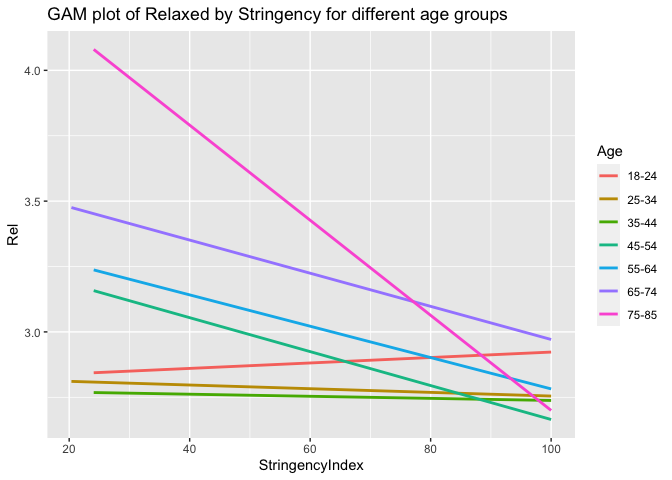 GAM plot of Relaxed by Stringency for different age groups
4.0
3.5
3.0
Rel
20 40 60 80 100
StringencyIndex
Age
18-24
25-34
35-44
45-54
55-64
65-74
75-85